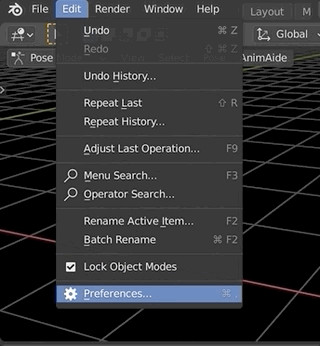 File Edit Render Window Help Layout M
Undo ⌘ Z
Redo ⇧ ⌘ Z
Global
Pose
AnimAide
Undo History...
Repeat Last ⇧ R
Repeat History...
Adjust Last Operation... F9
Menu Search... F3
Operator Search...
Rename Active Item... F2
Batch Rename ⌘ F2
Lock Object Modes
Preferences... ⌘ ,